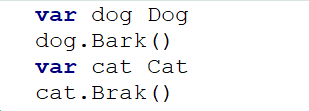 var dog Dog
dog.Bark()
var cat Cat
cat.Brak()